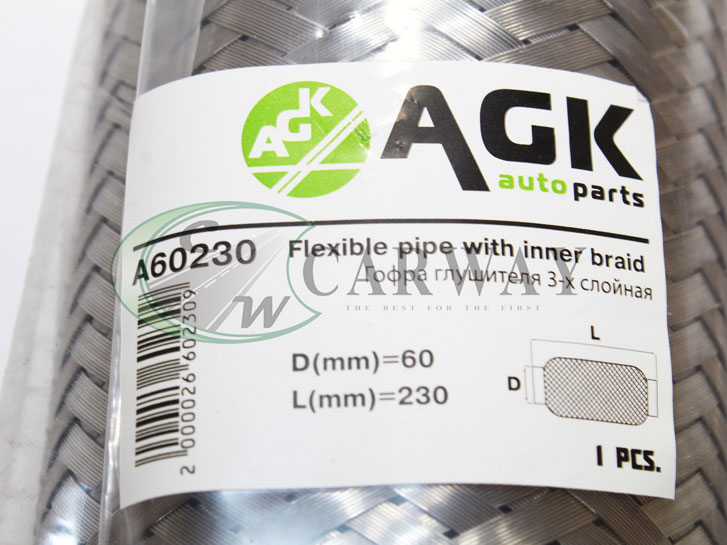 AGK
AGK
auto parts
A60230 Flexible pipe with inner braid
Гофра глушителя 3-х слойная
CW CARWAY
THE BEST FOR THE FIRST
D(mm)=60
L(mm)=230
L
D
2 000026 602309
1 PCS.